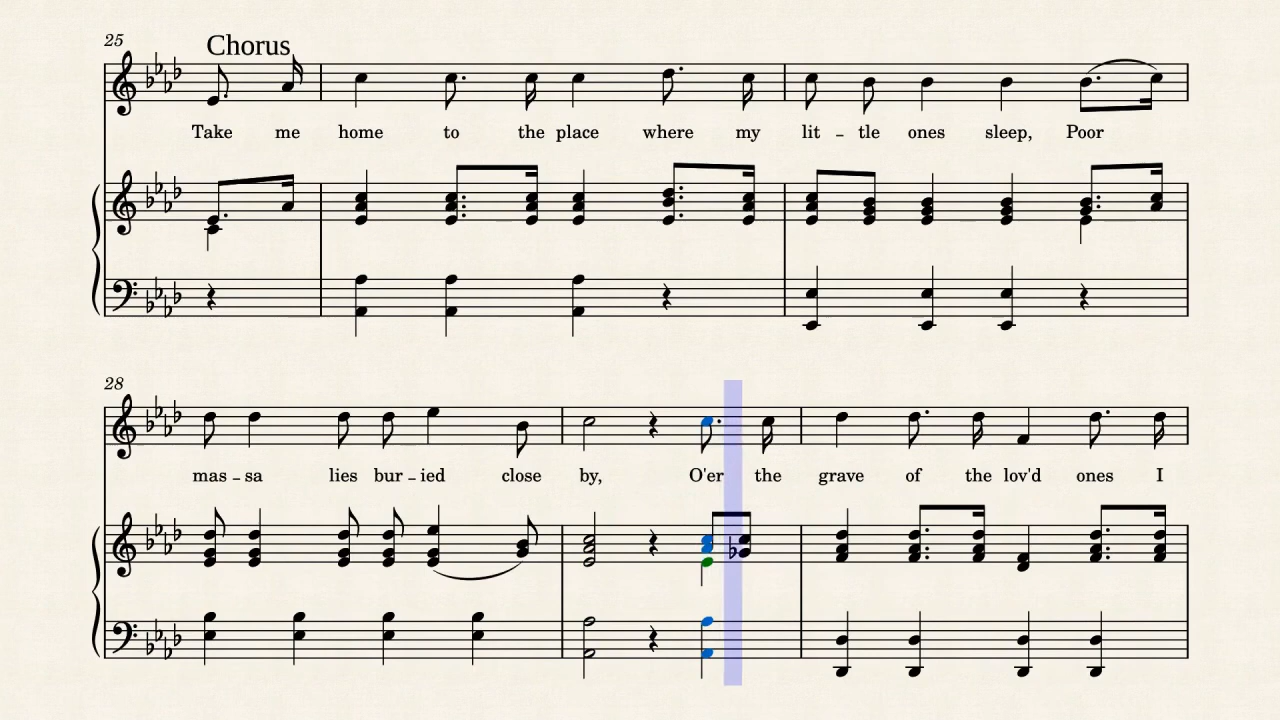 25
Chorus
Take me home to the place where my lit - tle ones sleep, Poor
28
mas - sa lies bur - ied close by, O'er the grave of the lov'd ones I